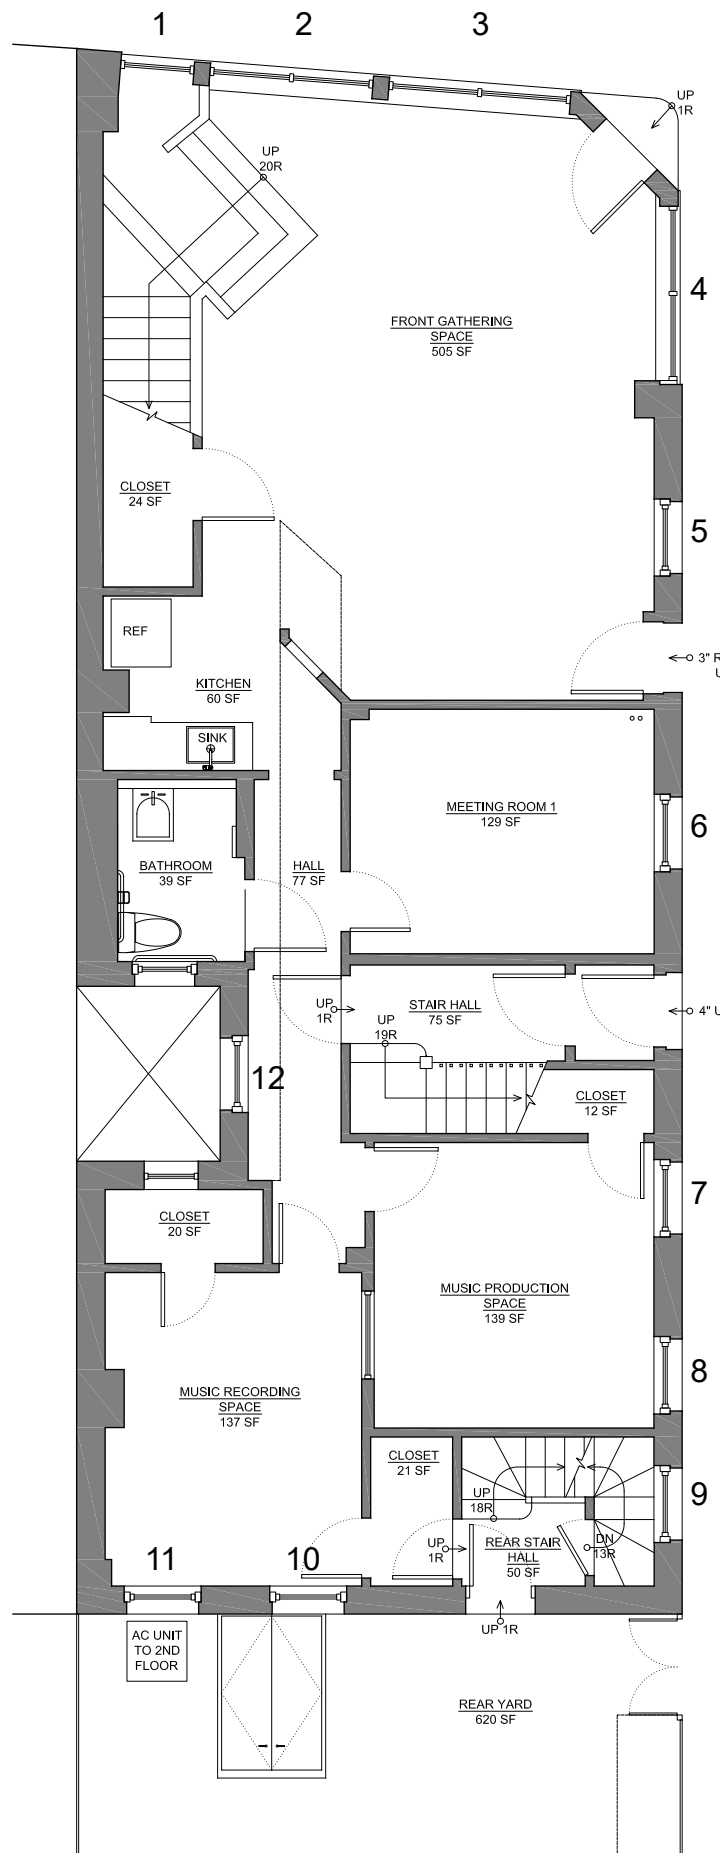 1
2
3
UP
1R
UP
20R
4
FRONT GATHERING
SPACE
505 SF
CLOSET
24 SF
5
REF
3" R
U
KITCHEN
60 SF
SINK
MEETING ROOM 1
129 SF
6
BATHROOM
39 SF
HALL
77 SF
UP
1R
STAIR HALL
75 SF
4" U
UP
19R
12
CLOSET
12 SF
7
CLOSET
20 SF
MUSIC PRODUCTION
SPACE
139 SF
8
MUSIC RECORDING
SPACE
137 SF
CLOSET
21 SF
9
UP
18R
UP
1R
REAR STAIR
HALL
50 SF
DN
13R
11
10
UP 1R
AC UNIT
TO 2ND
FLOOR
REAR YARD
620 SF